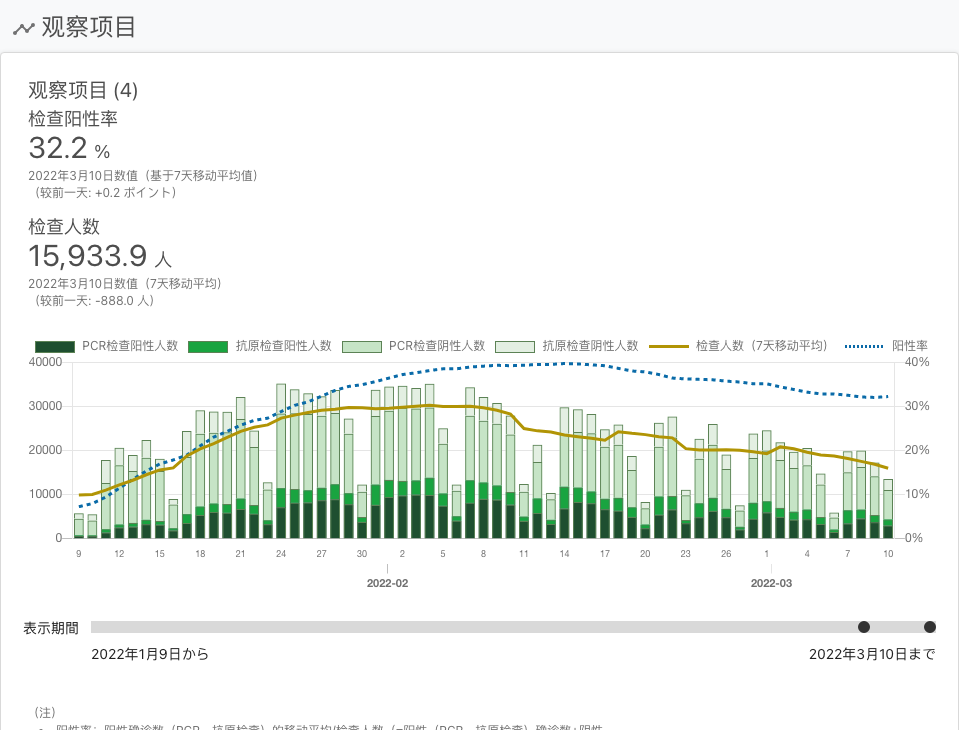 观察项目
观察项目 (4)
检查阳性率
32.2 %
2022年3月10日数值（基于7天移动平均值）
（较前一天: +0.2 ポイント）
检查人数
15,933.9 人
2022年3月10日数值（7天移动平均）
（较前一天: -888.0 人）
PCR检查阳性人数 抗原检查阳性人数 PCR检查阴性人数 抗原检查阴性人数 检查人数（7天移动平均） 阳性率
40000 40%
30000 30%
20000 20%
10000 10%
0 0%
9 12 15 18 21 24 27 30 2 5 8 11 14 17 20 23 26 1 4 7 10
2022-02 2022-03
表示期間
2022年1月9日から 2022年3月10日まで
（注）